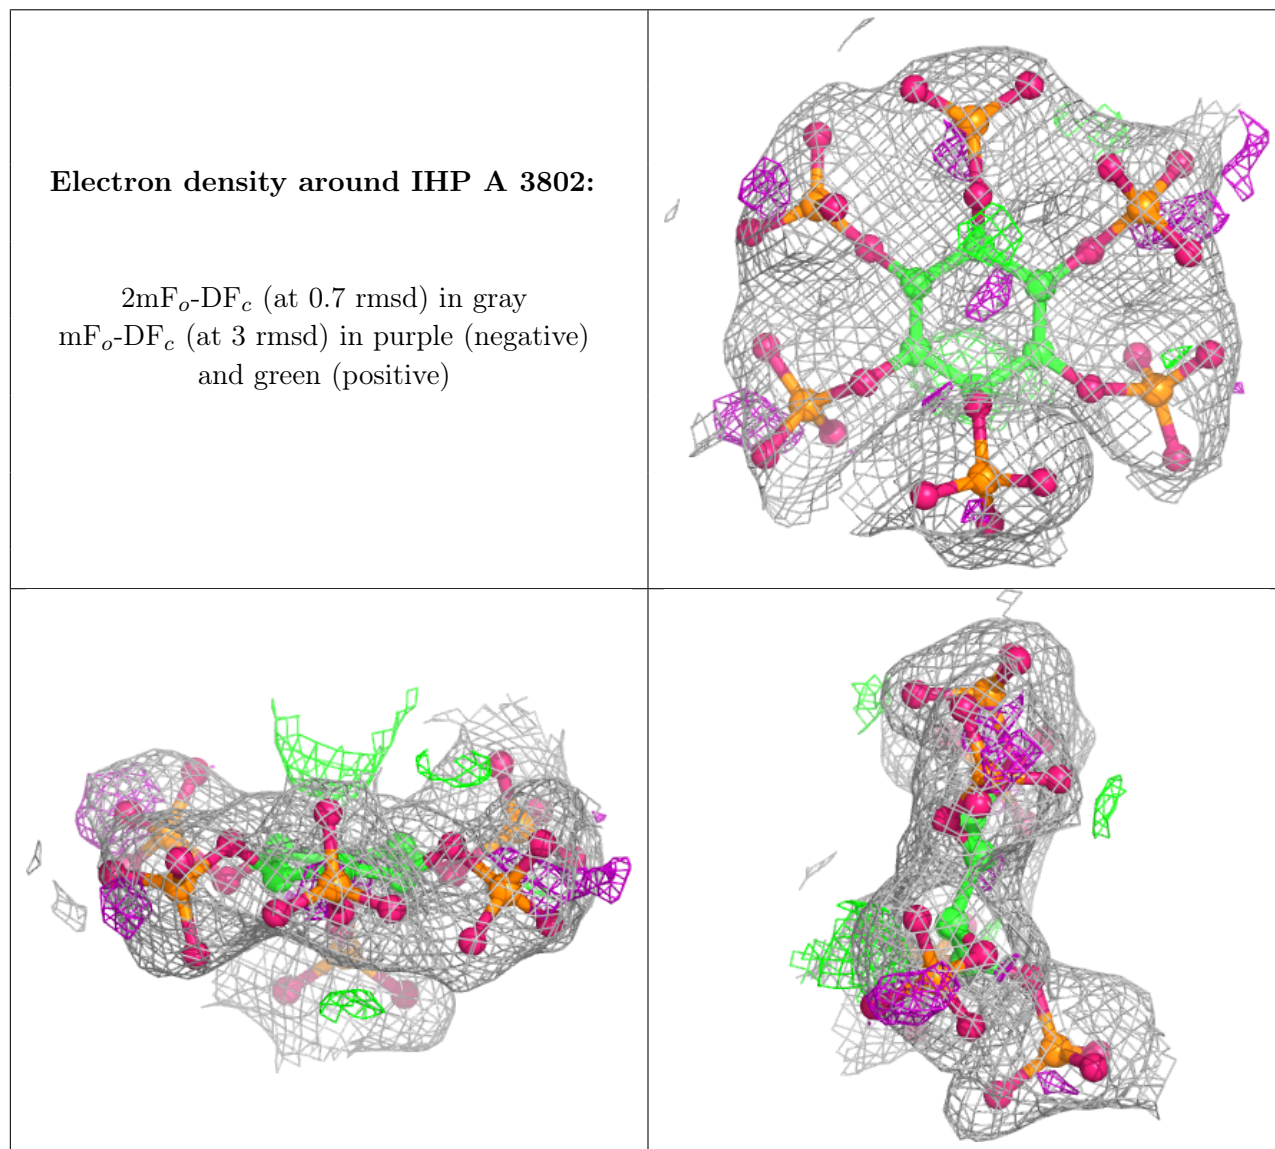 Electron density around IHP A 3802:
2mFo-DFc (at 0.7 rmsd) in gray
mFo-DFc (at 3 rmsd) in purple (negative)
and green (positive)